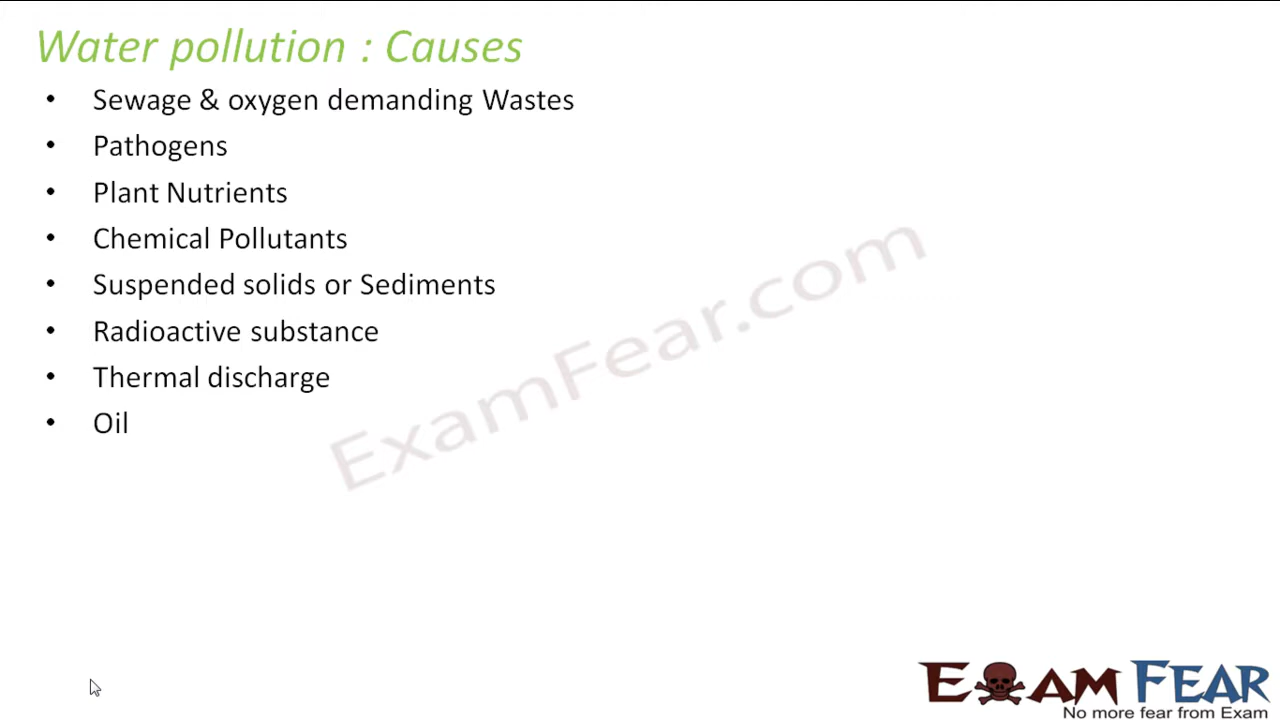 Water pollution : Causes
• Sewage & oxygen demanding Wastes
• Pathogens
• Plant Nutrients
• Chemical Pollutants
• Suspended solids or Sediments
• Radioactive substance
• Thermal discharge
• Oil
ExamFear.com
EXAM FEAR
No more fear from Exam